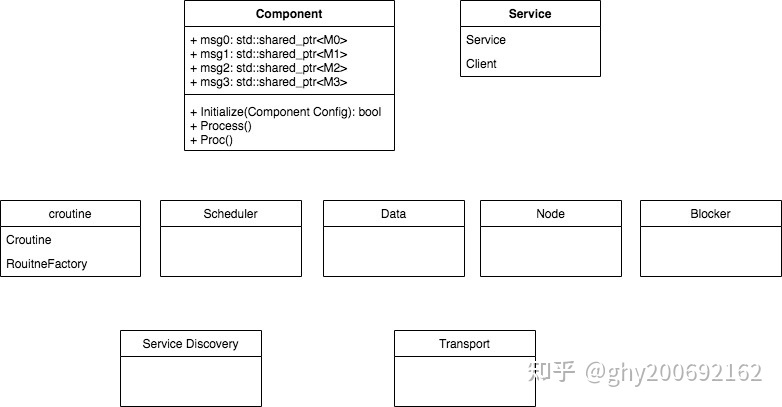 Component
+ msg0: std::shared_ptr<M0>
+ msg1: std::shared_ptr<M1>
+ msg2: std::shared_ptr<M2>
+ msg3: std::shared_ptr<M3>
+ Initialize(Component Config): bool
+ Process()
+ Proc()
Service
Service
Client
croutine
Croutine
RouitneFactory
Scheduler
Data
Node
Blocker
Service Discovery
Transport
知乎 @ghy200692162